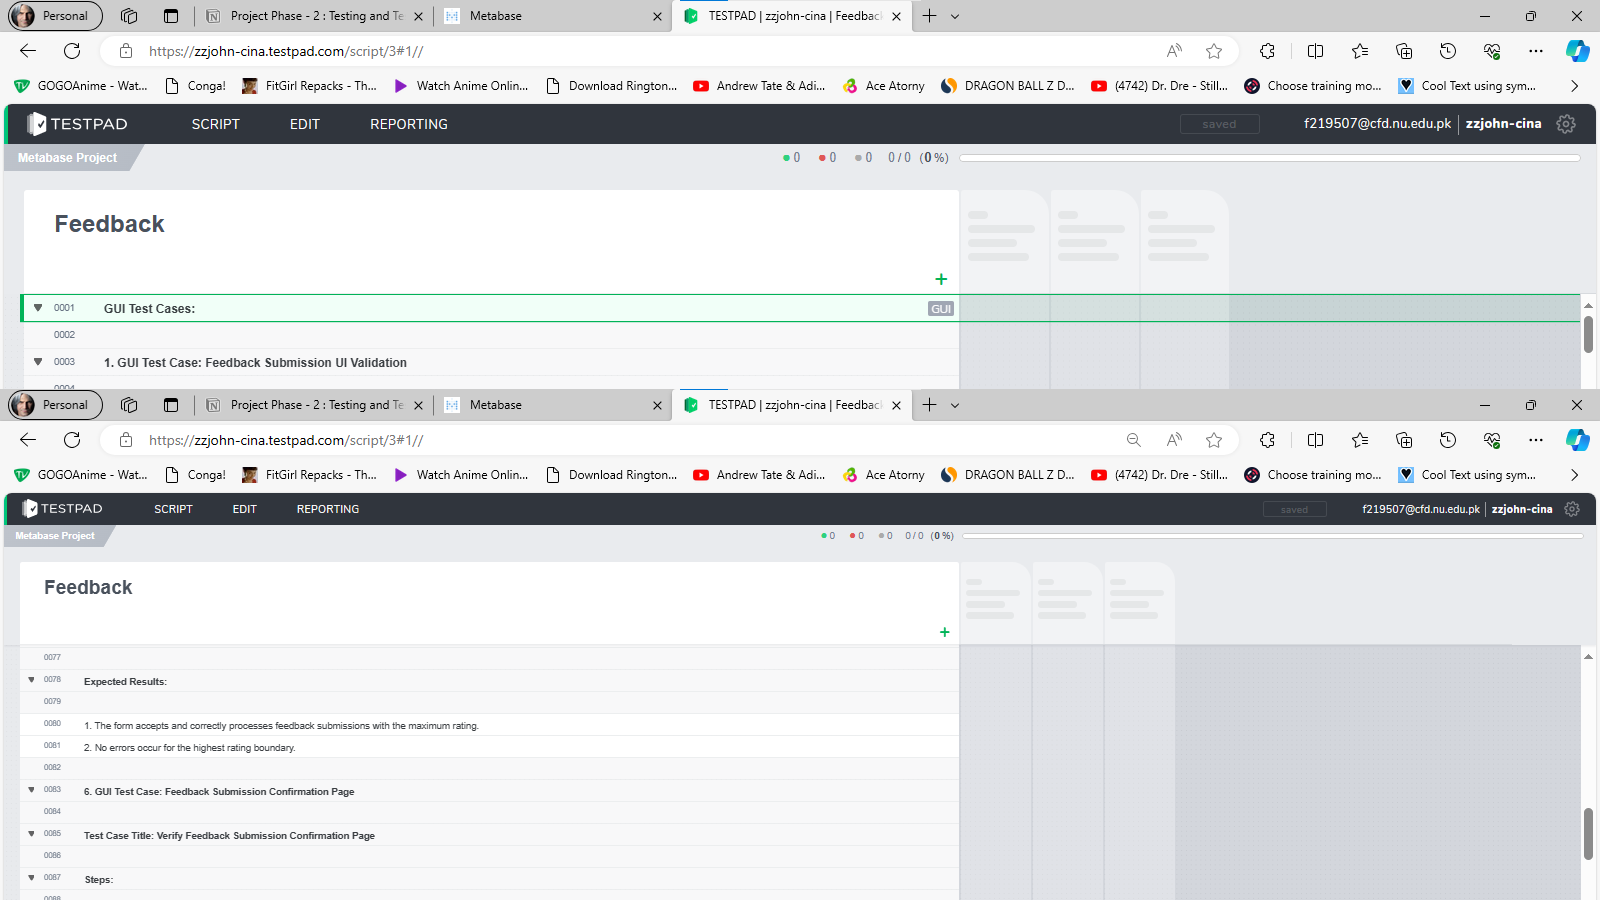 Personal
Project Phase - 2 : Testing and Te
Metabase
TESTPAD | zzjohn-cina | Feedback
https://zzjohn-cina.testpad.com/script/3#1//
GOGOAnime - Wat...
Conga!
FitGirl Repacks - Th...
Watch Anime Onlin...
Download Rington...
Andrew Tate & Adi...
Ace Atorny
DRAGON BALL Z D...
(4742) Dr. Dre - Still...
Choose training mo...
Cool Text using sym...
TESTPAD
SCRIPT
EDIT
REPORTING
saved
f219507@cfd.nu.edu.pk
zzjohn-cina
Metabase Project
0
0
0
0 / 0 (0 %)
Feedback
+
0001 GUI Test Cases: GUI
0002
0003 1. GUI Test Case: Feedback Submission UI Validation
0004
Personal
Project Phase - 2 : Testing and Te
Metabase
TESTPAD | zzjohn-cina | Feedback
https://zzjohn-cina.testpad.com/script/3#1//
GOGOAnime - Wat...
Conga!
FitGirl Repacks - Th...
Watch Anime Onlin...
Download Rington...
Andrew Tate & Adi...
Ace Atorny
DRAGON BALL Z D...
(4742) Dr. Dre - Still...
Choose training mo...
Cool Text using sym...
TESTPAD
SCRIPT
EDIT
REPORTING
saved
f219507@cfd.nu.edu.pk
zzjohn-cina
Metabase Project
0
0
0
0 / 0 (0 %)
Feedback
+
0077
0078 Expected Results:
0079
0080 1. The form accepts and correctly processes feedback submissions with the maximum rating.
0081 2. No errors occur for the highest rating boundary.
0082
0083 6. GUI Test Case: Feedback Submission Confirmation Page
0084
0085 Test Case Title: Verify Feedback Submission Confirmation Page
0086
0087 Steps:
0088